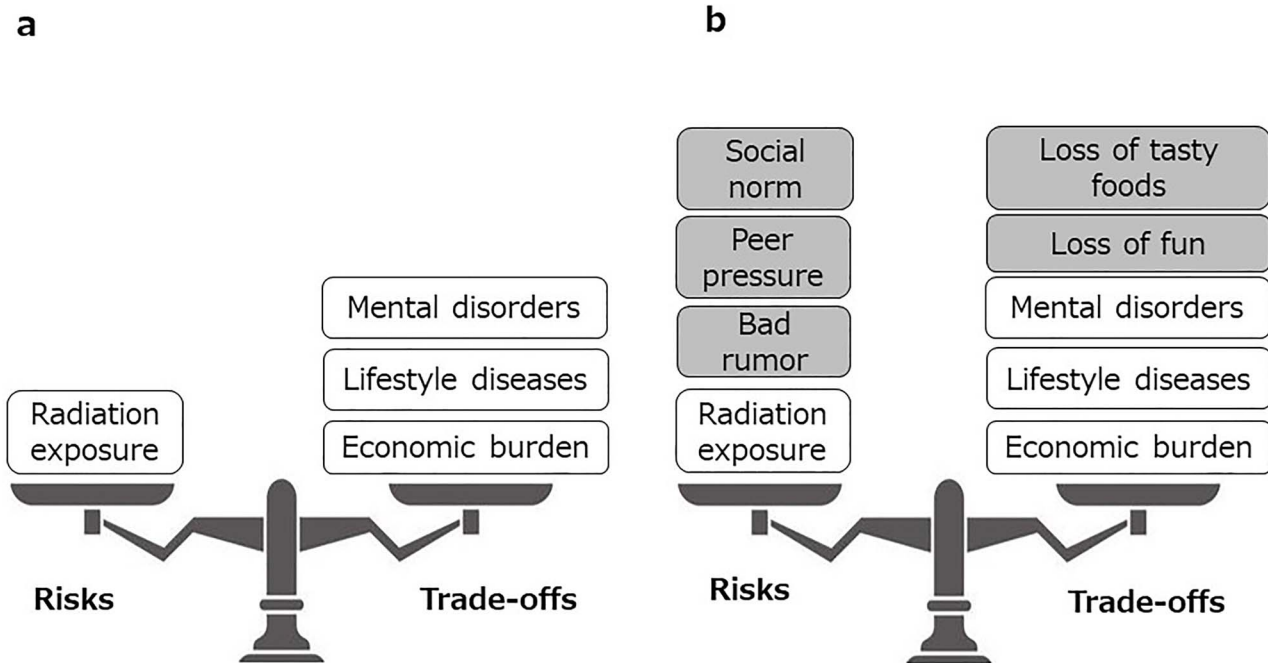 a
Mental disorders
Lifestyle diseases
Radiation
exposure
Economic burden
Risks
Trade-offs
b
Social
norm
Peer
pressure
Bad
rumor
Radiation
exposure
Loss of tasty
foods
Loss of fun
Mental disorders
Lifestyle diseases
Economic burden
Risks
Trade-offs